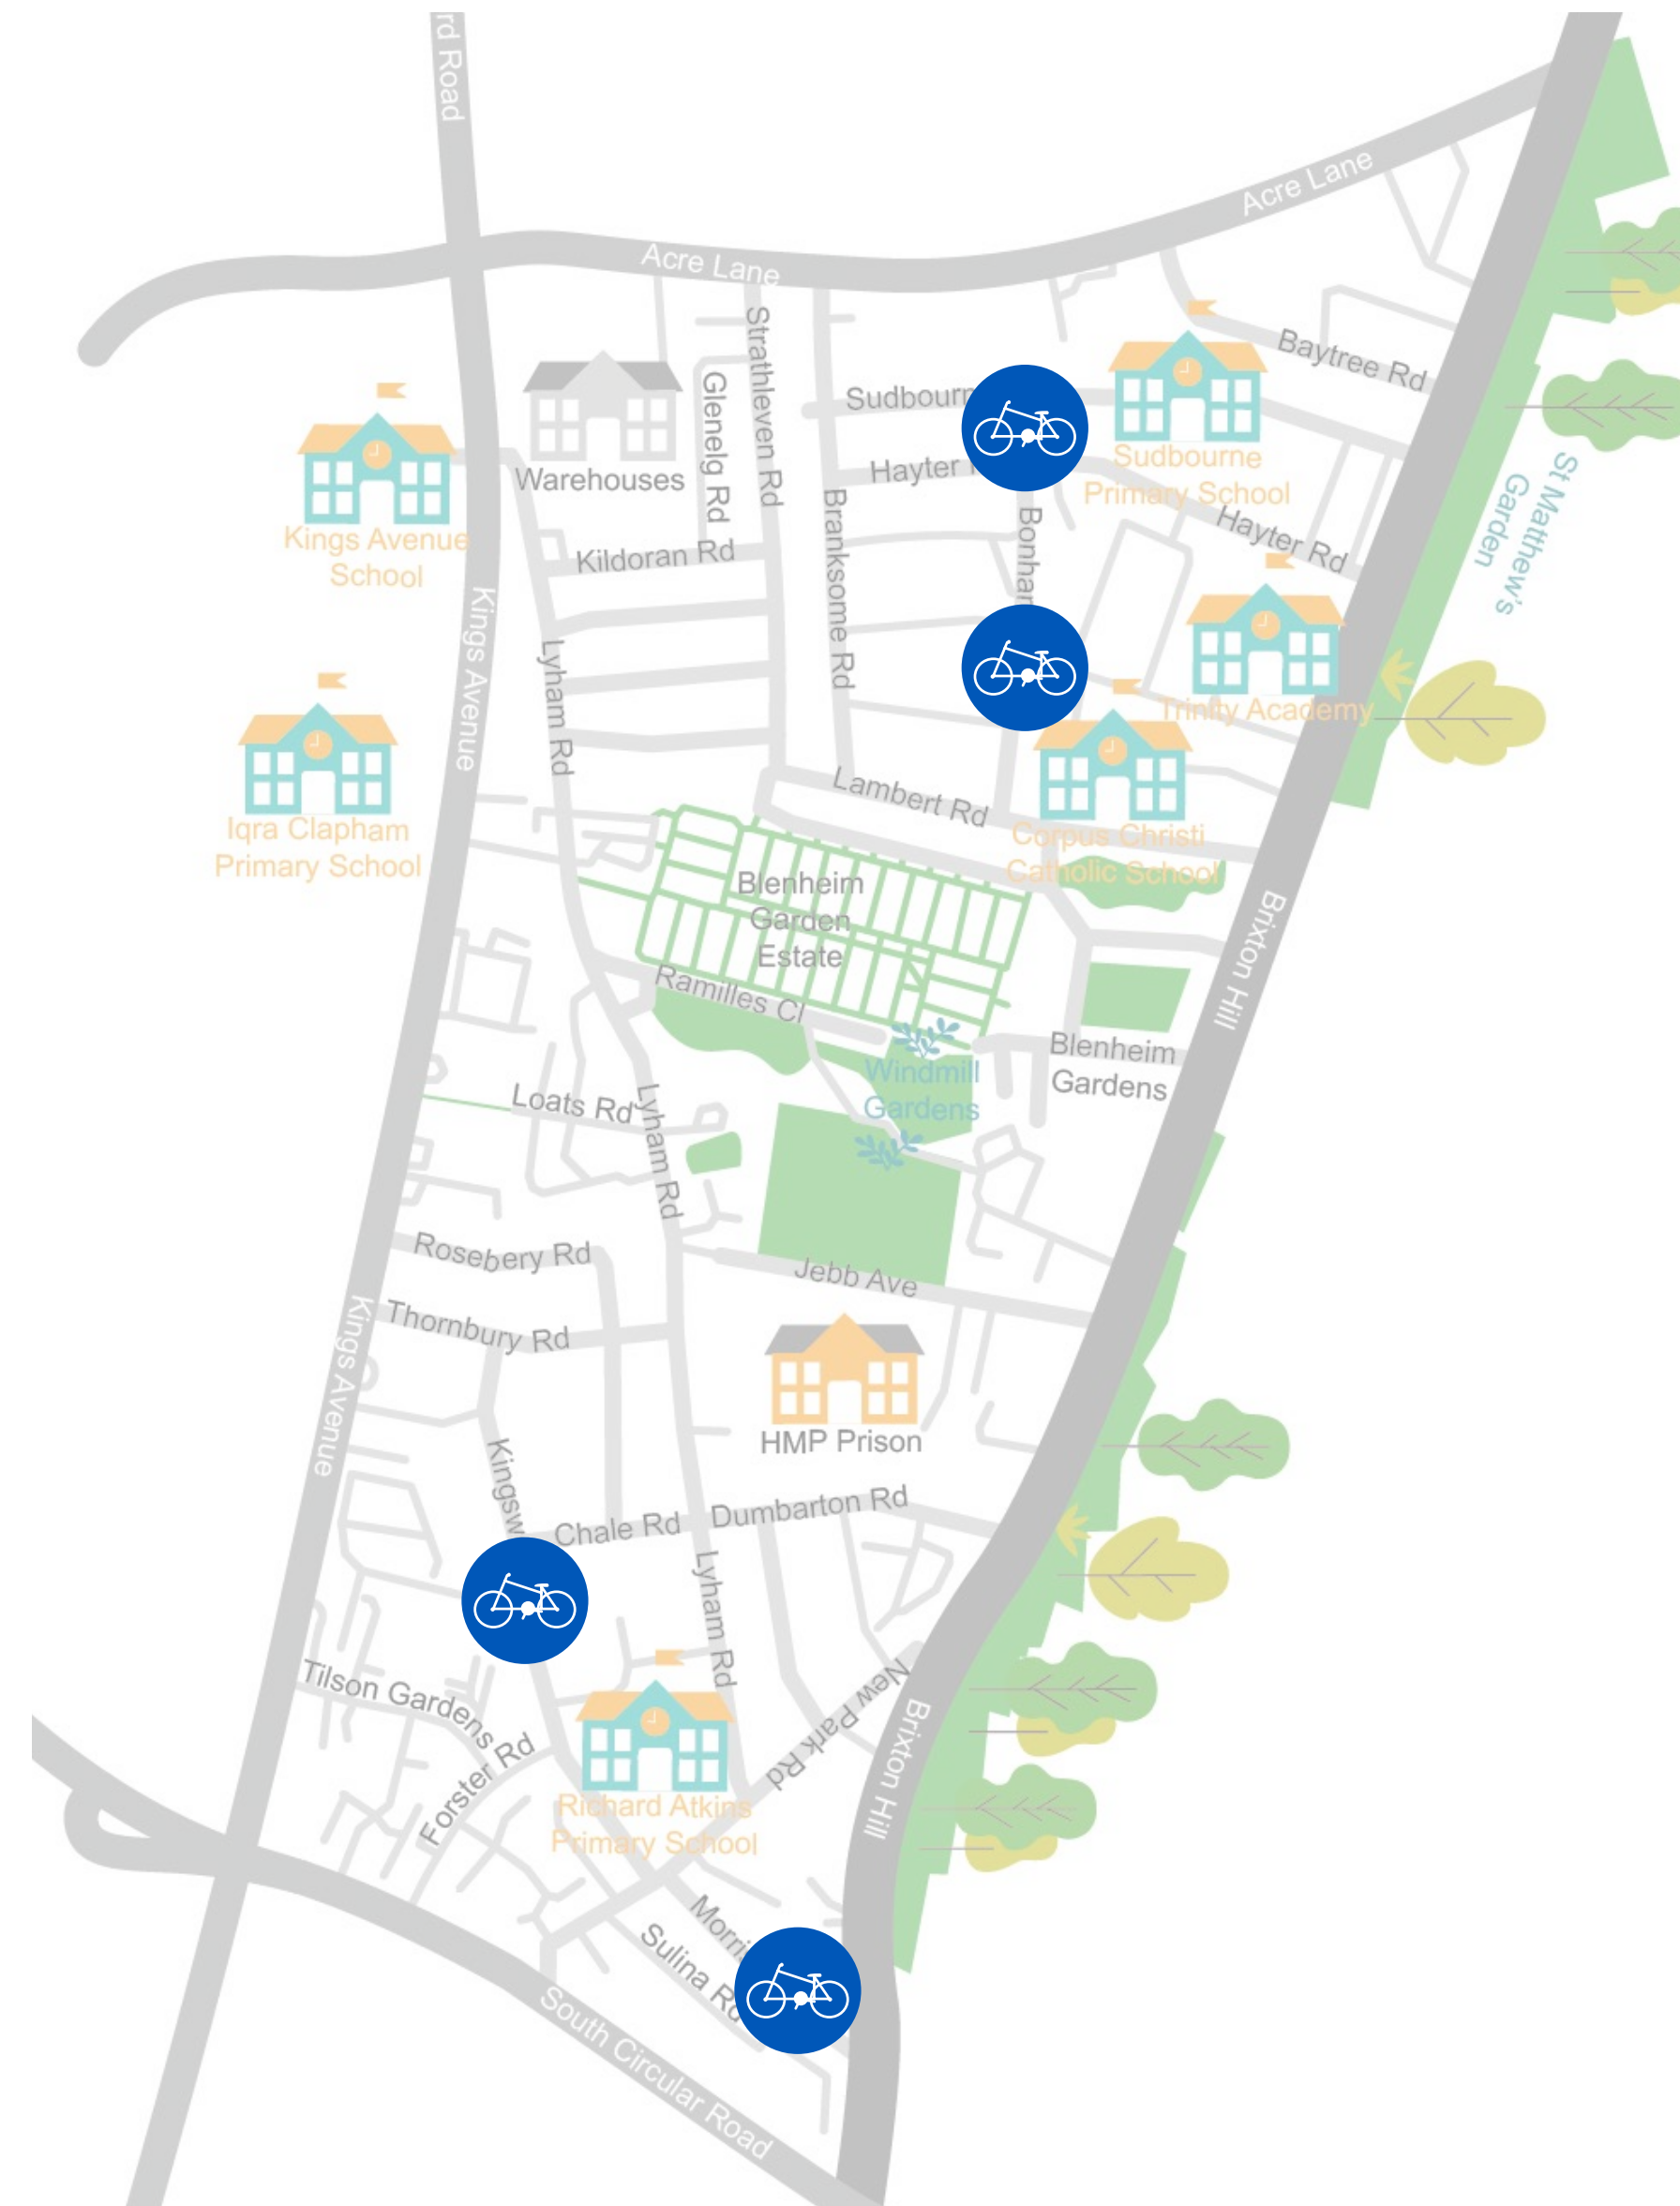 rd Road
Acre Lane
Acre Lane
Baytree Rd
Strathleven Rd
Sudbourn
Glenelg Rd
Warehouses
Hayter
Sudbourne
Primary School
St Matthew's
Garden
Kings Avenue
School
Hayter Rd
Branksome Rd
Bonhar
Kildoran Rd
Kings Avenue
Lyham Rd
Trinity Academy
Lambert Rd
Iqra Clapham
Primary School
Corpus Christi
Catholic School
Blenheim
Garden
Estate
Brixton Hill
Ramilles Cl
Windmill
Gardens
Blenheim
Gardens
Loats Rd
Lyham Rd
Rosebery Rd
Jebb Ave
Thornbury Rd
Kings Avenue
HMP Prison
Kingsw
Chale Rd
Dumbarton Rd
Lyham Rd
Tilson Gardens
New Park Rd
Brixton Hill
Forster Rd
Richard Atkins
Primary School
Morri
Sulina Rd
South Circular Road